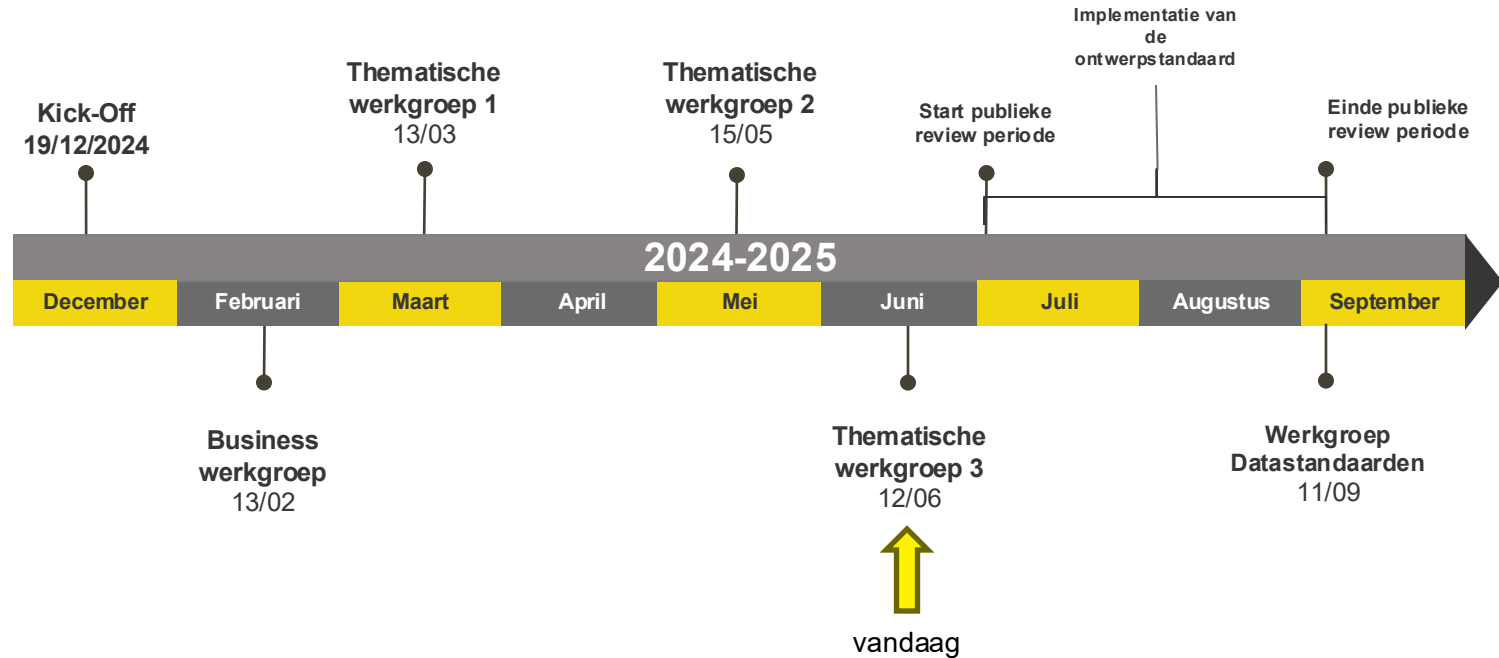 Implementatie van
de
ontwerpstandaard
Kick-Off
19/12/2024
Thematische
werkgroep 1
13/03
Thematische
werkgroep 2
15/05
Start publieke
review periode
Einde publieke
review periode
2024-2025
December
Februari
Maart
April
Mei
Juni
Juli
Augustus
September
Business
werkgroep
13/02
Thematische
werkgroep 3
12/06
Werkgroep
Datastandaarden
11/09
vandaag